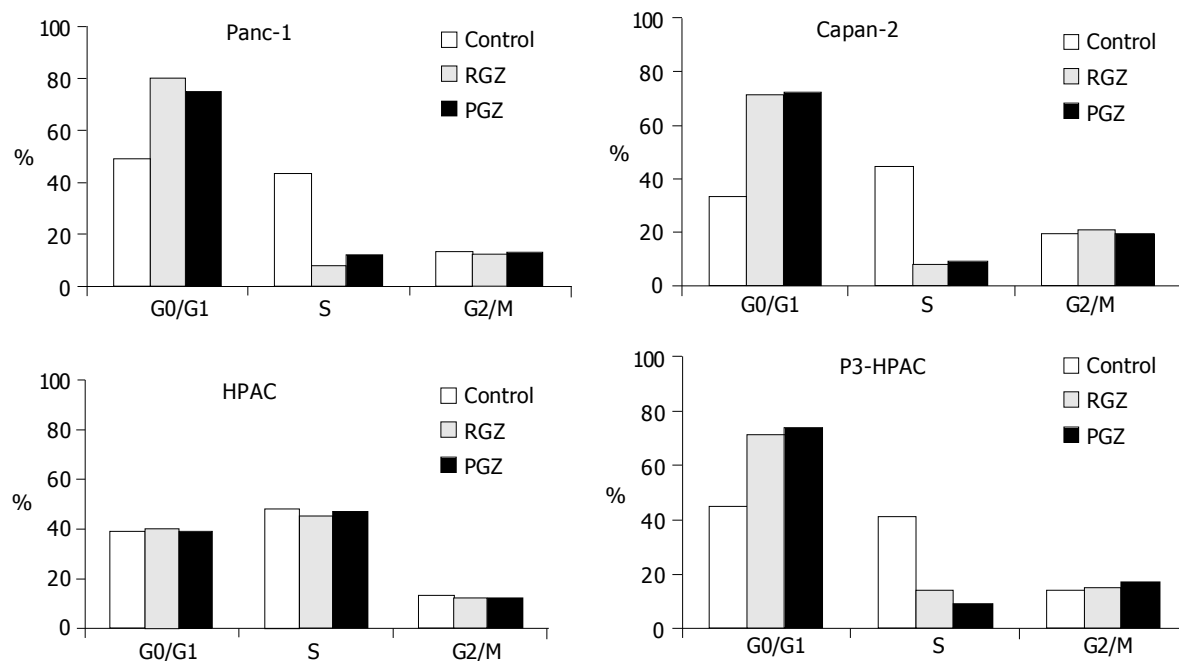 Panc-1
Control
RGZ
PGZ
100
80
60
%
40
20
0
G0/G1 S G2/M
Capan-2
Control
RGZ
PGZ
100
80
60
%
40
20
0
G0/G1 S G2/M
HPAC
Control
RGZ
PGZ
100
80
60
%
40
20
0
G0/G1 S G2/M
P3-HPAC
Control
RGZ
PGZ
100
80
60
%
40
20
0
G0/G1 S G2/M